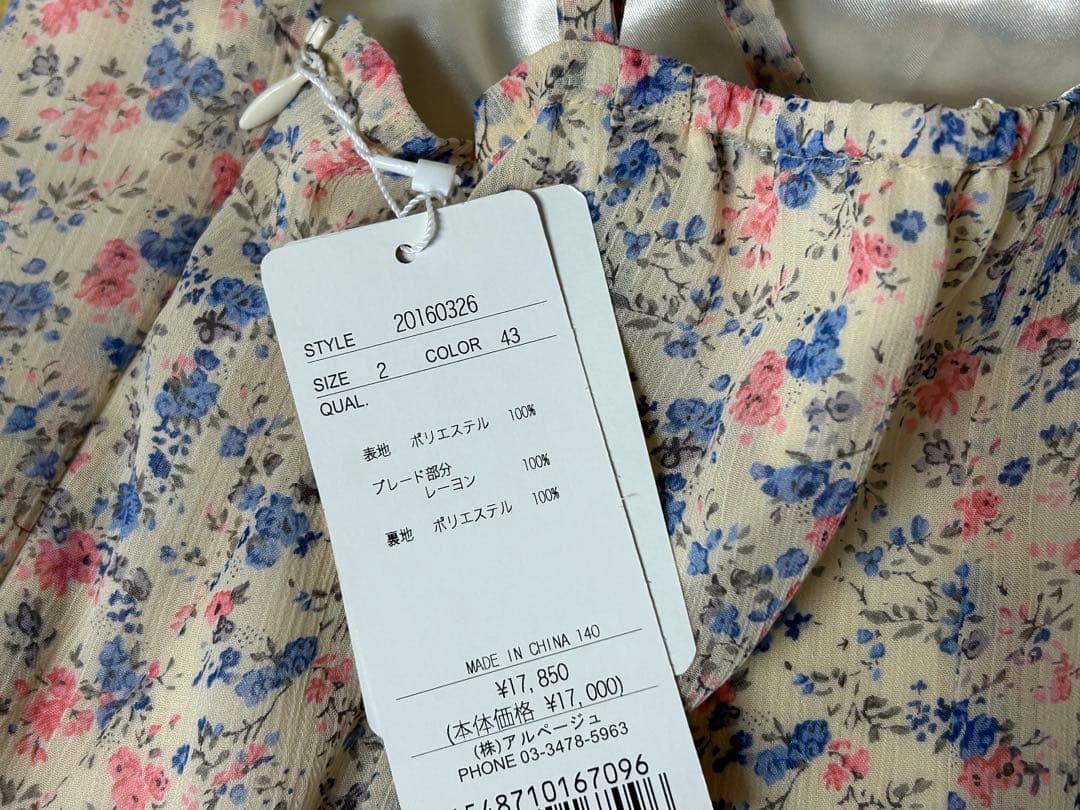 STYLE 20160326
SIZE 2 COLOR 43
QUAL.
表地 ポリエステル 100%
ブレード部分
レーヨン 100%
裏地 ポリエステル 100%
MADE IN CHINA 140
¥17,850
(本体価格 ¥17,000)
(株)アルページュ
PHONE 03-3478-5963
548710167096